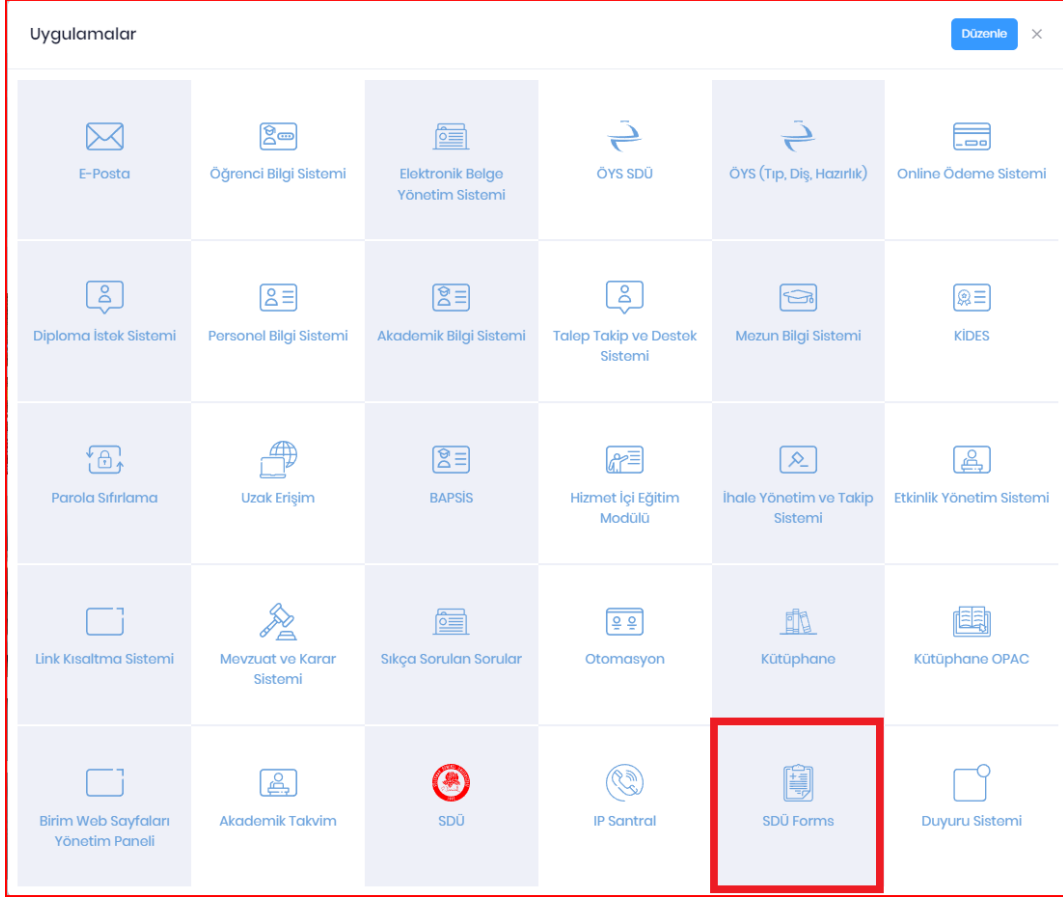 Uygulamalar
Düzenle
E-Posta
Öğrenci Bilgi Sistemi
Elektronik Belge
Yönetim Sistemi
ÖYS SDÜ
ÖYS (Tıp, Diş, Hazırlık)
Online Ödeme Sistemi
Diploma İstek Sistemi
Personel Bilgi Sistemi
Akademik Bilgi Sistemi
Talep Takip ve Destek
Sistemi
Mezun Bilgi Sistemi
KİDES
Parola Sıfırlama
Uzak Erişim
BAPSİS
Hizmet İçi Eğitim
Modülü
İhale Yönetim ve Takip
Sistemi
Etkinlik Yönetim Sistemi
Link Kısaltma Sistemi
Mevzuat ve Karar
Sistemi
Sıkça Sorulan Sorular
Otomasyon
Kütüphane
Kütüphane OPAC
Birim Web Sayfaları
Yönetim Paneli
Akademik Takvim
SDÜ
IP Santral
SDÜ Forms
Duyuru Sistemi